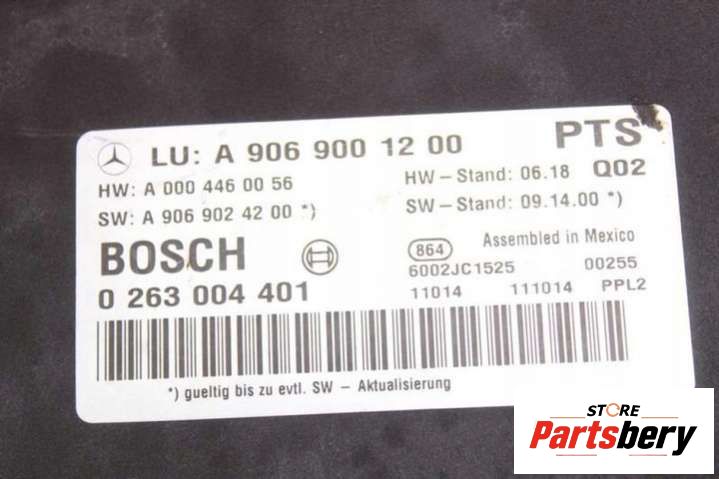 LU: A 906 900 12 00 PTS
HW: A 000 446 00 56 HW – Stand: 06.18 Q02
SW: A 906 902 42 00 *) SW – Stand: 09.14.00 *)
BOSCH 864 Assembled in Mexico
6002JC1525 00255
0 263 004 401 11014 111014 PPL2
*) gueltig bis zu evtl. SW – Aktualisierung
STORE
Partsbery